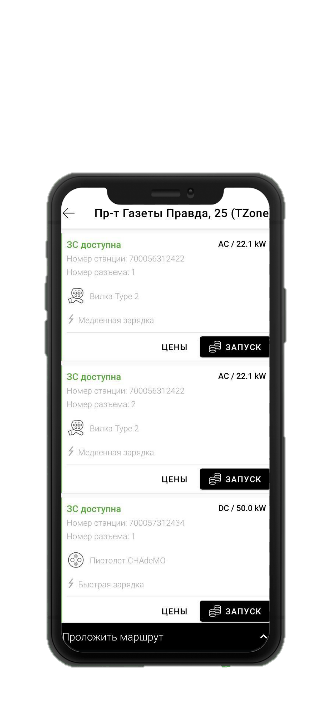 Пр-т Газеты Правда, 25 (TZone
ЗС доступна AC / 22.1 kW
Номер станции: 700056312422
Номер разъема: 1
Вилка Type 2
Медленная зарядка
ЦЕНЫ ЗАПУСК
ЗС доступна AC / 22.1 kW
Номер станции: 700056312422
Номер разъема: 2
Вилка Type 2
Медленная зарядка
ЦЕНЫ ЗАПУСК
ЗС доступна DC / 50.0 kW
Номер станции: 700057312434
Номер разъема: 1
Пистолет CHAdeMO
Быстрая зарядка
ЦЕНЫ ЗАПУСК
Проложить маршрут